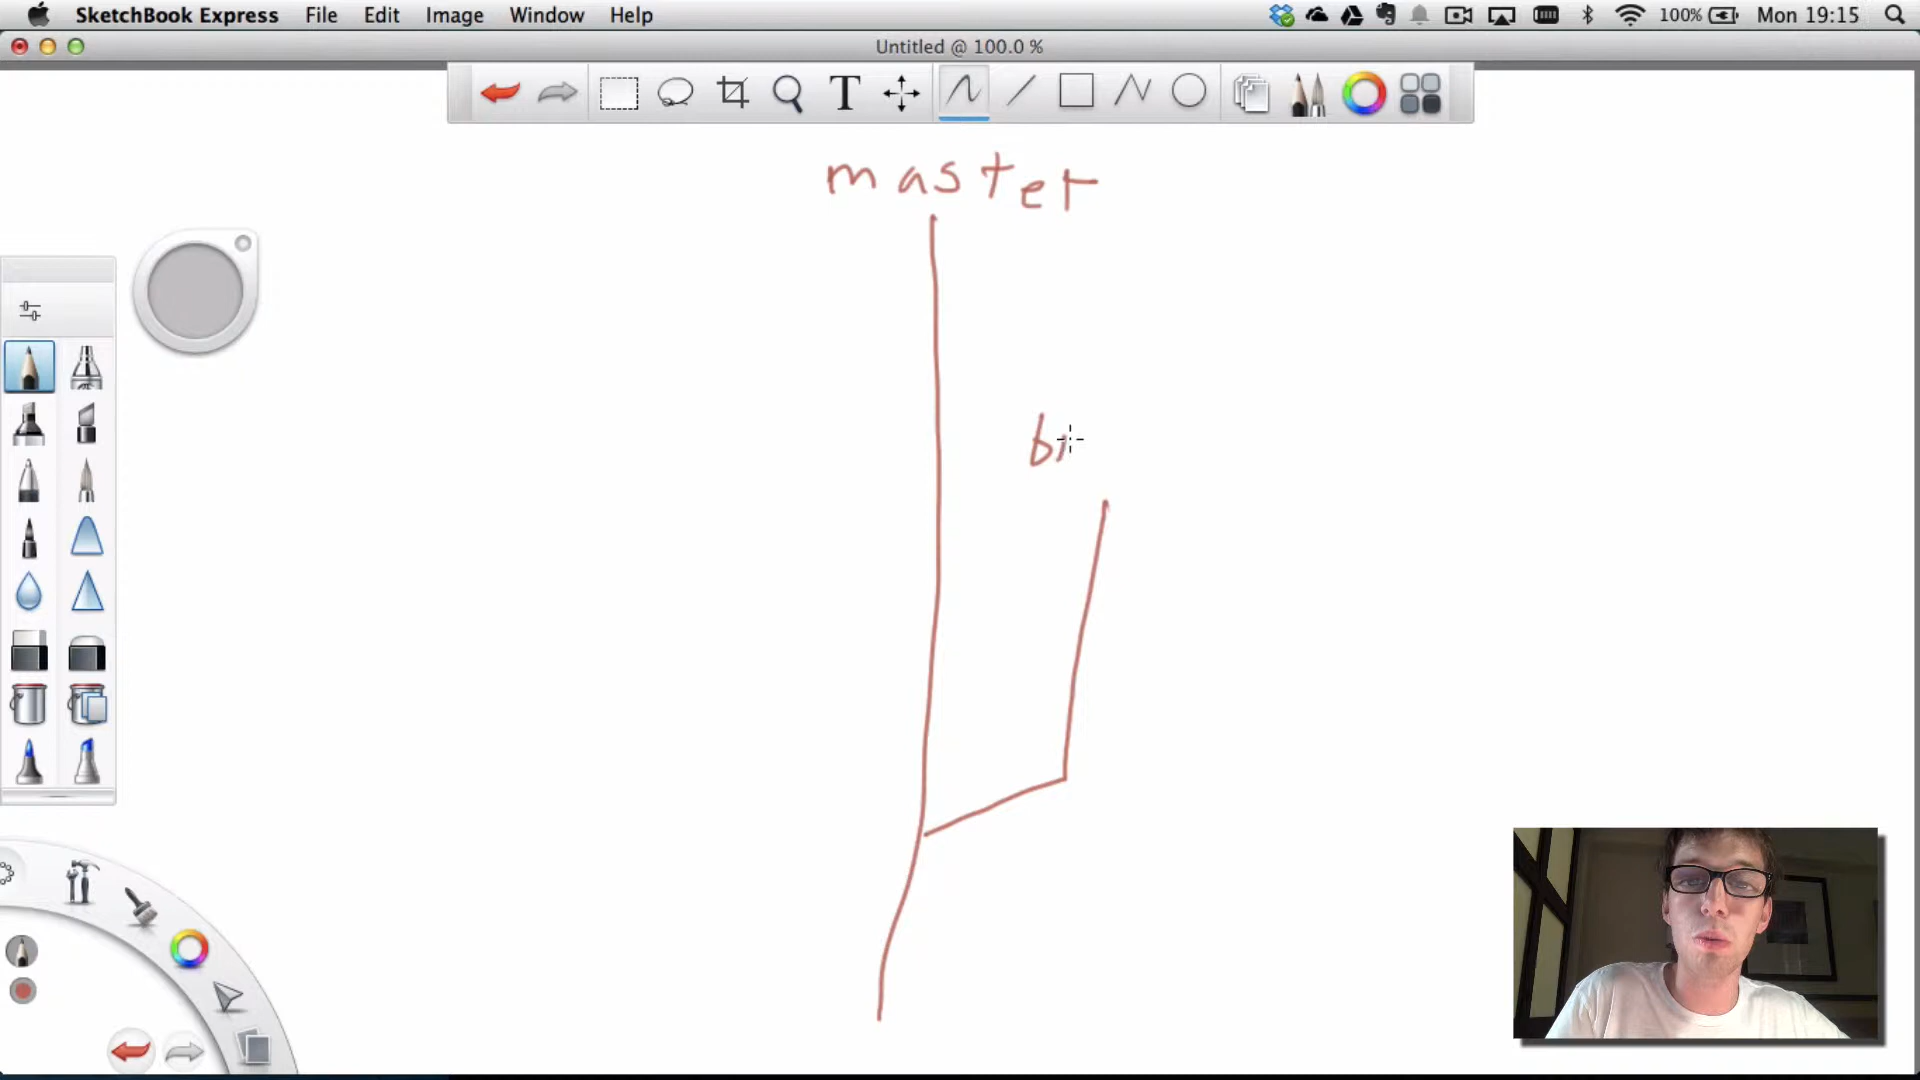 SketchBook Express File Edit Image Window Help 100% Mon 19:15
Untitled @ 100.0 %
T
master